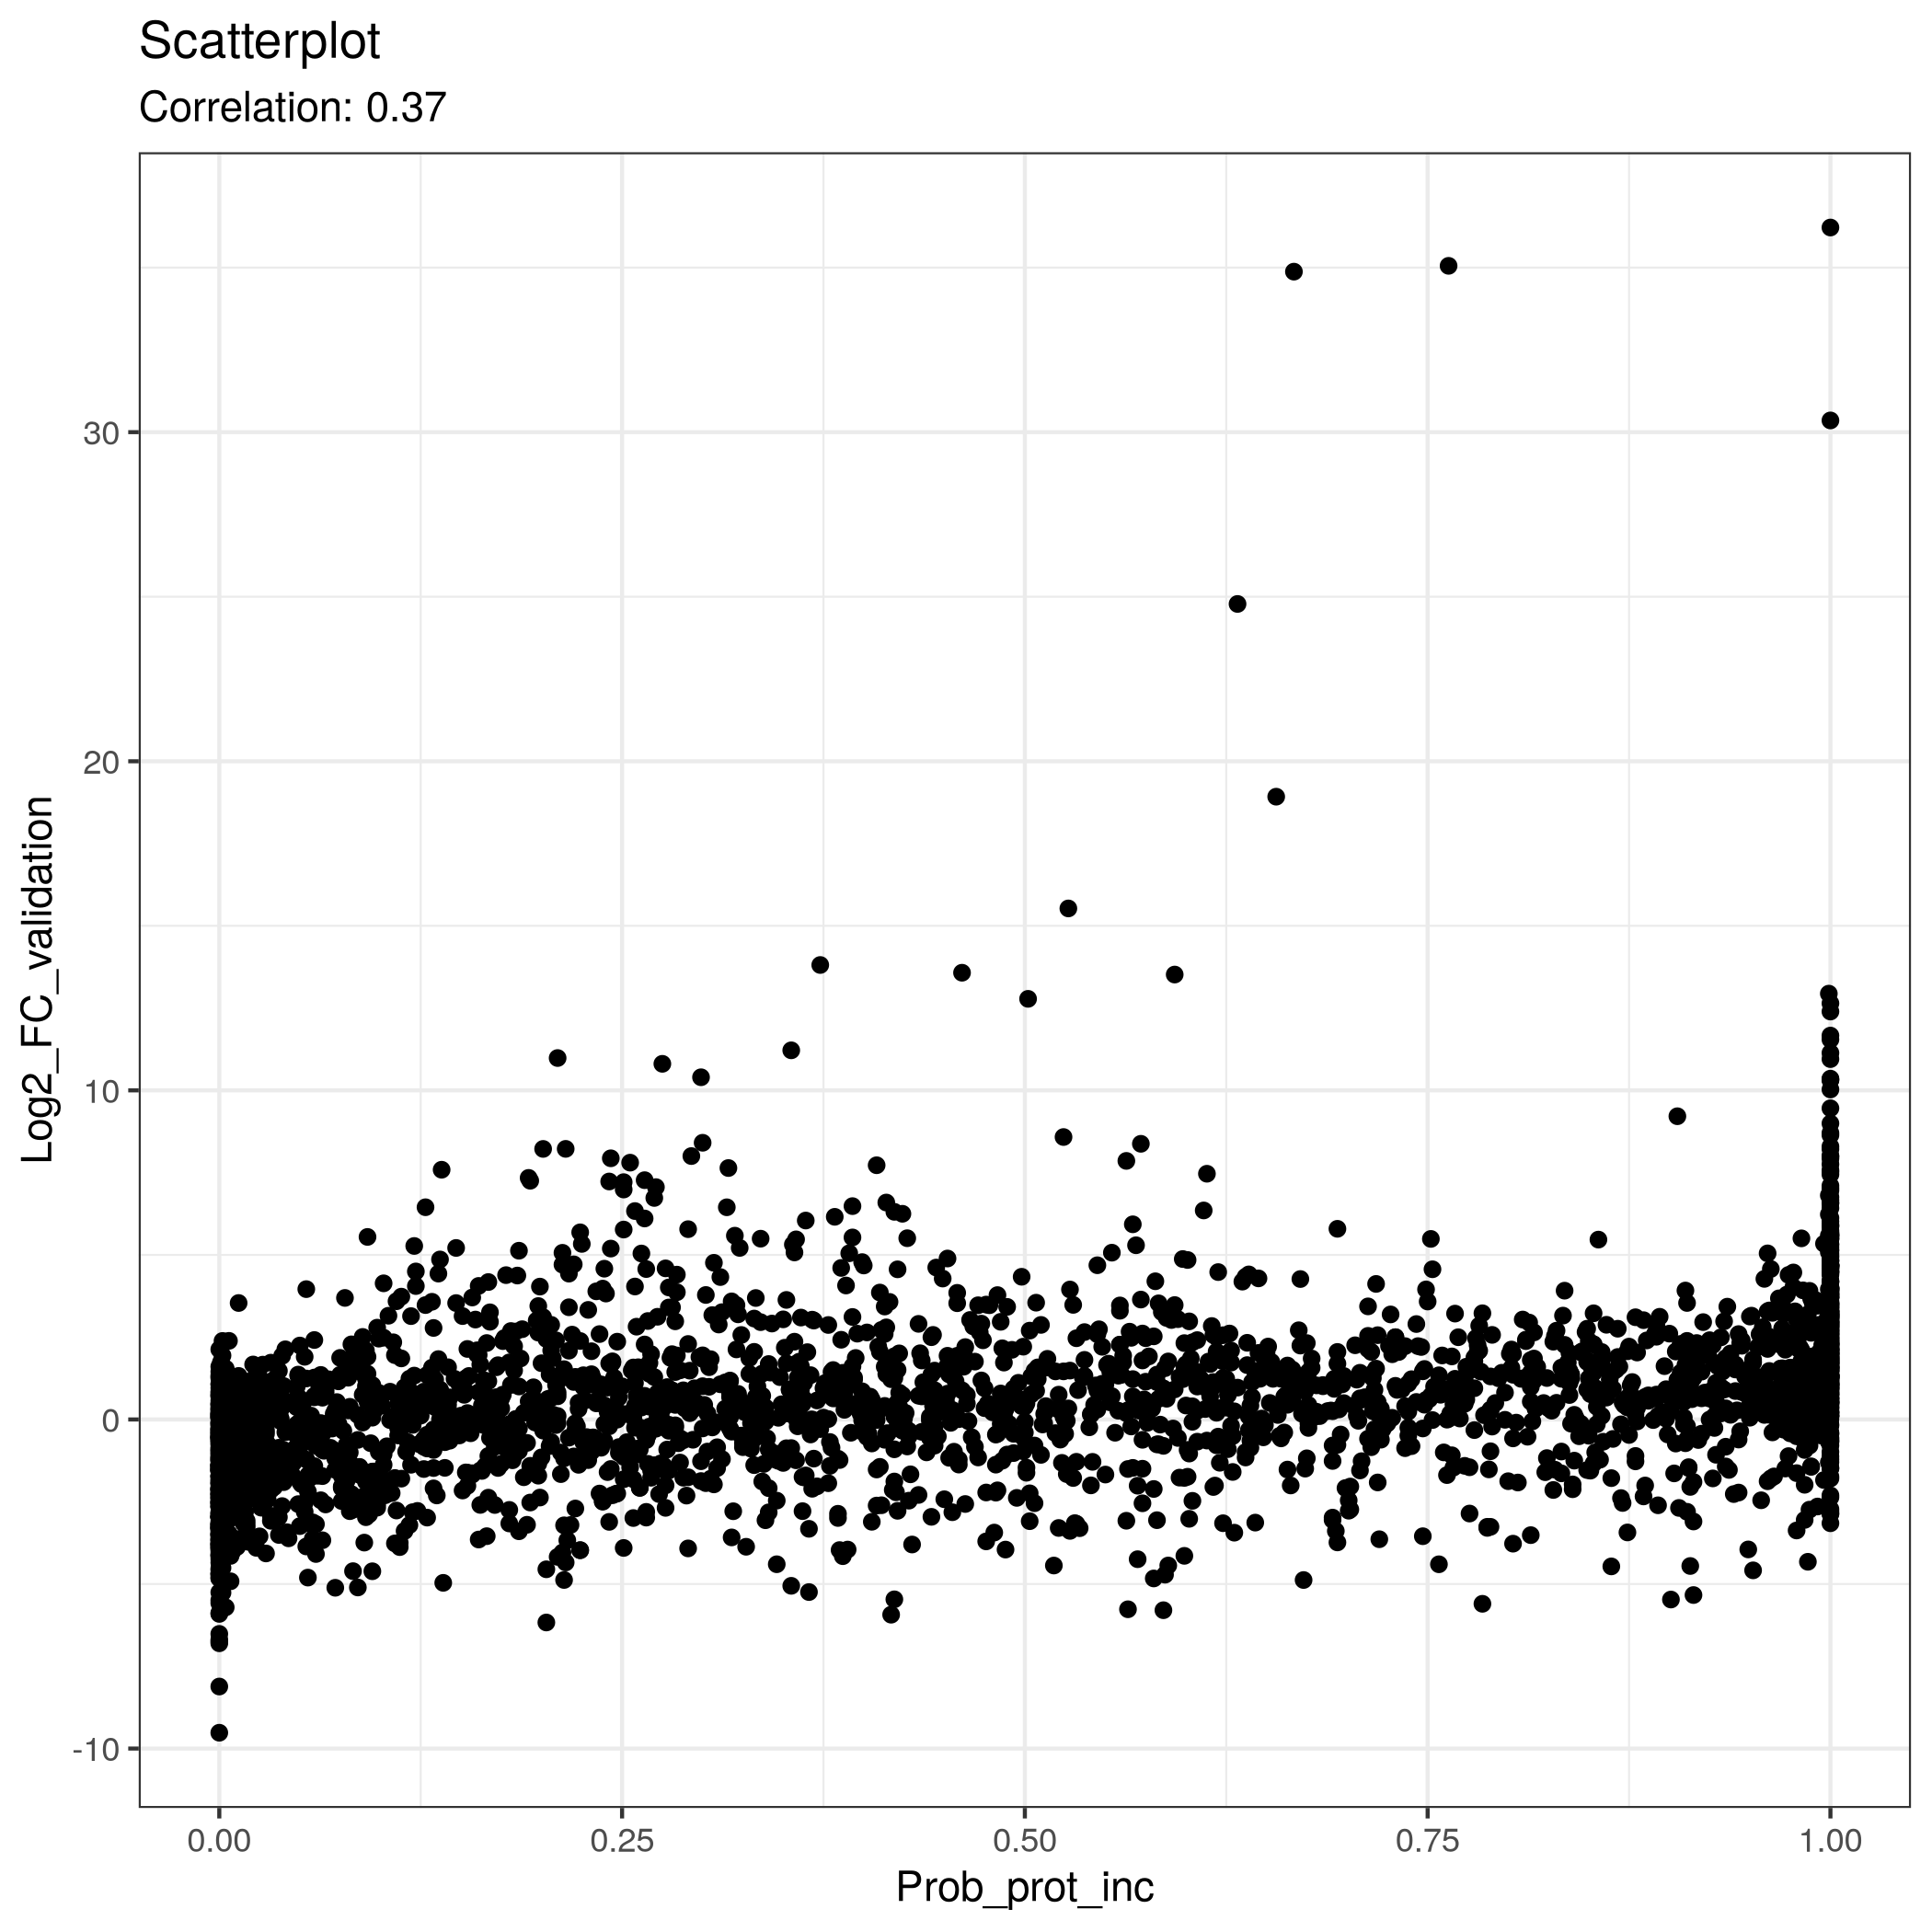 Scatterplot
Correlation: 0.37
Log2_FC_validation
30
20
10
0
-10
0.00 0.25 0.50 0.75 1.00
Prob_prot_inc